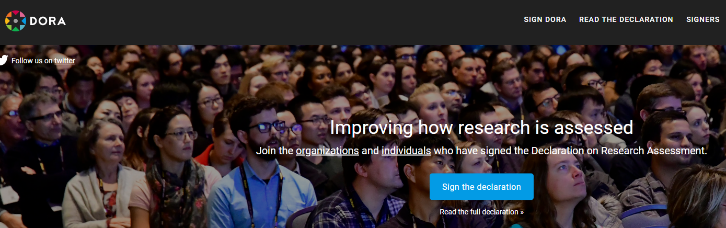 DORA
SIGN DORA READ THE DECLARATION SIGNERS
Follow us on twitter
Improving how research is assessed
Join the organizations and individuals who have signed the Declaration on Research Assessment.
Sign the declaration
Read the full declaration »